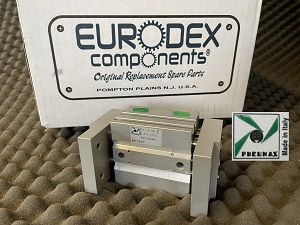 EURODEX
components®
Original Replacement Spare Parts
POMPTON PLAINS N.J. U.S.A.
PNEUMAX
Made in Italy